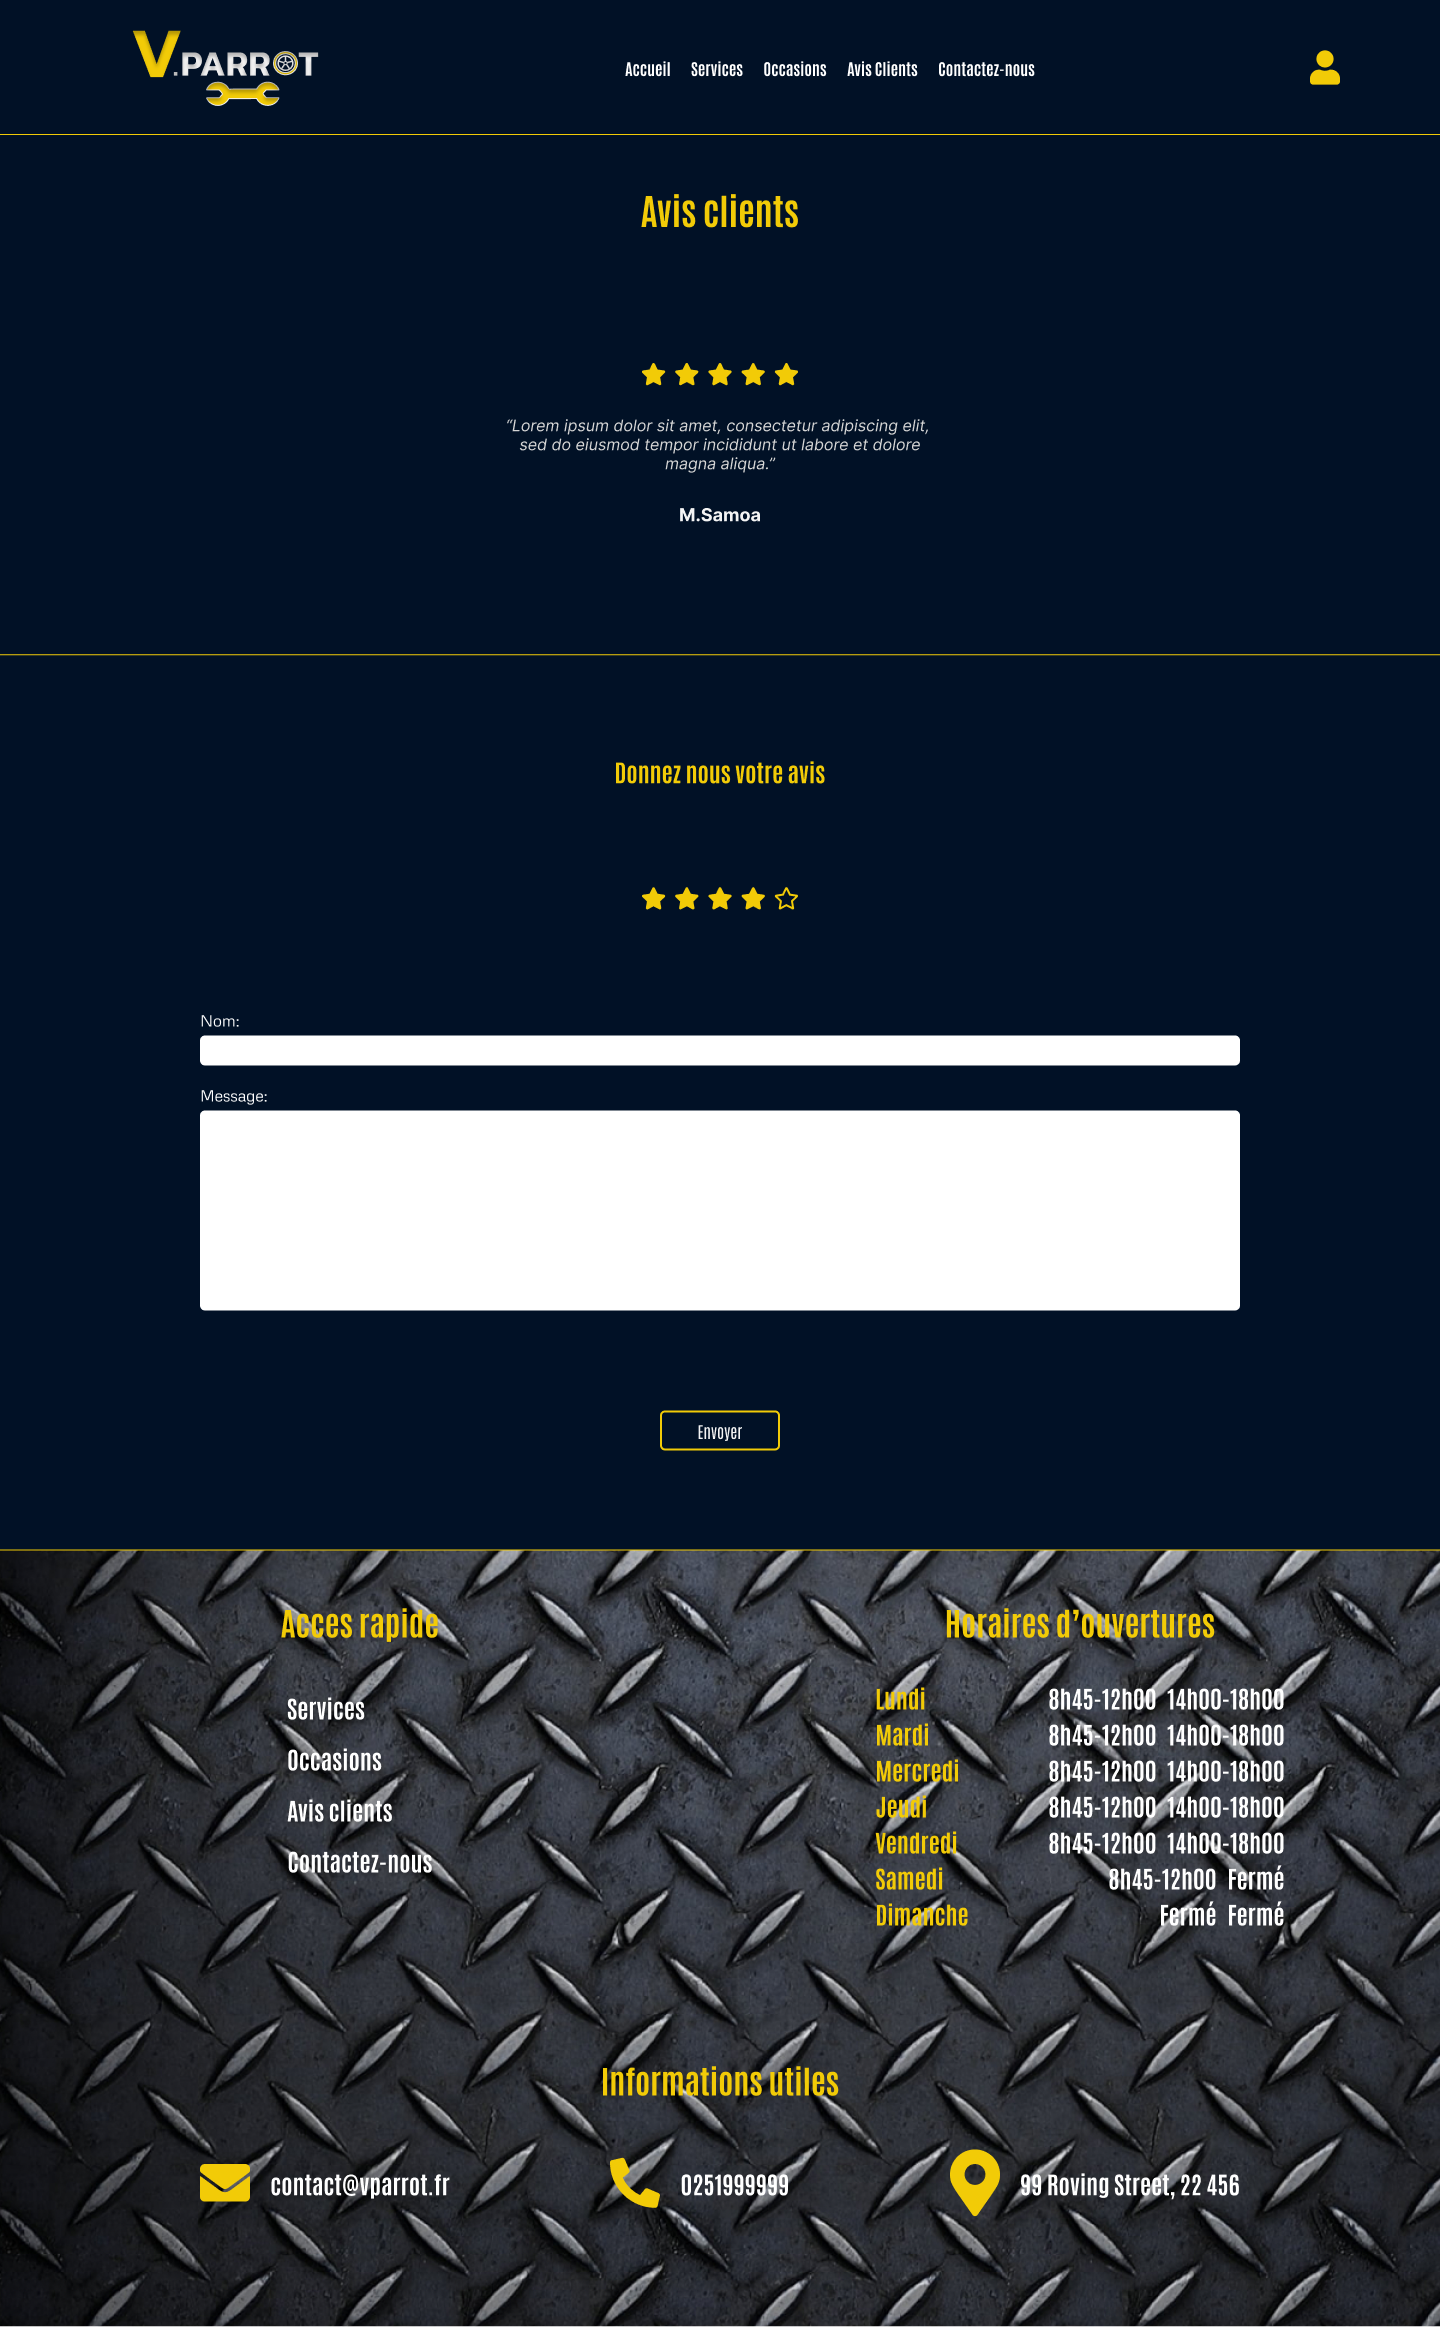 V.PARROT
Accueil Services Occasions Avis Clients Contactez-nous
Avis clients
“Lorem ipsum dolor sit amet, consectetur adipiscing elit,
sed do eiusmod tempor incididunt ut labore et dolore
magna aliqua.”
M.Samoa
Donnez nous votre avis
Nom:
Message:
Envoyer
Acces rapide
Services
Occasions
Avis clients
Contactez-nous
Horaires d’ouvertures
Lundi 8h45-12h00 14h00-18h00
Mardi 8h45-12h00 14h00-18h00
Mercredi 8h45-12h00 14h00-18h00
Jeudi 8h45-12h00 14h00-18h00
Vendredi 8h45-12h00 14h00-18h00
Samedi 8h45-12h00 Fermé
Dimanche Fermé Fermé
Informations utiles
contact@vparrot.fr
0251999999
99 Roving Street, 22 456